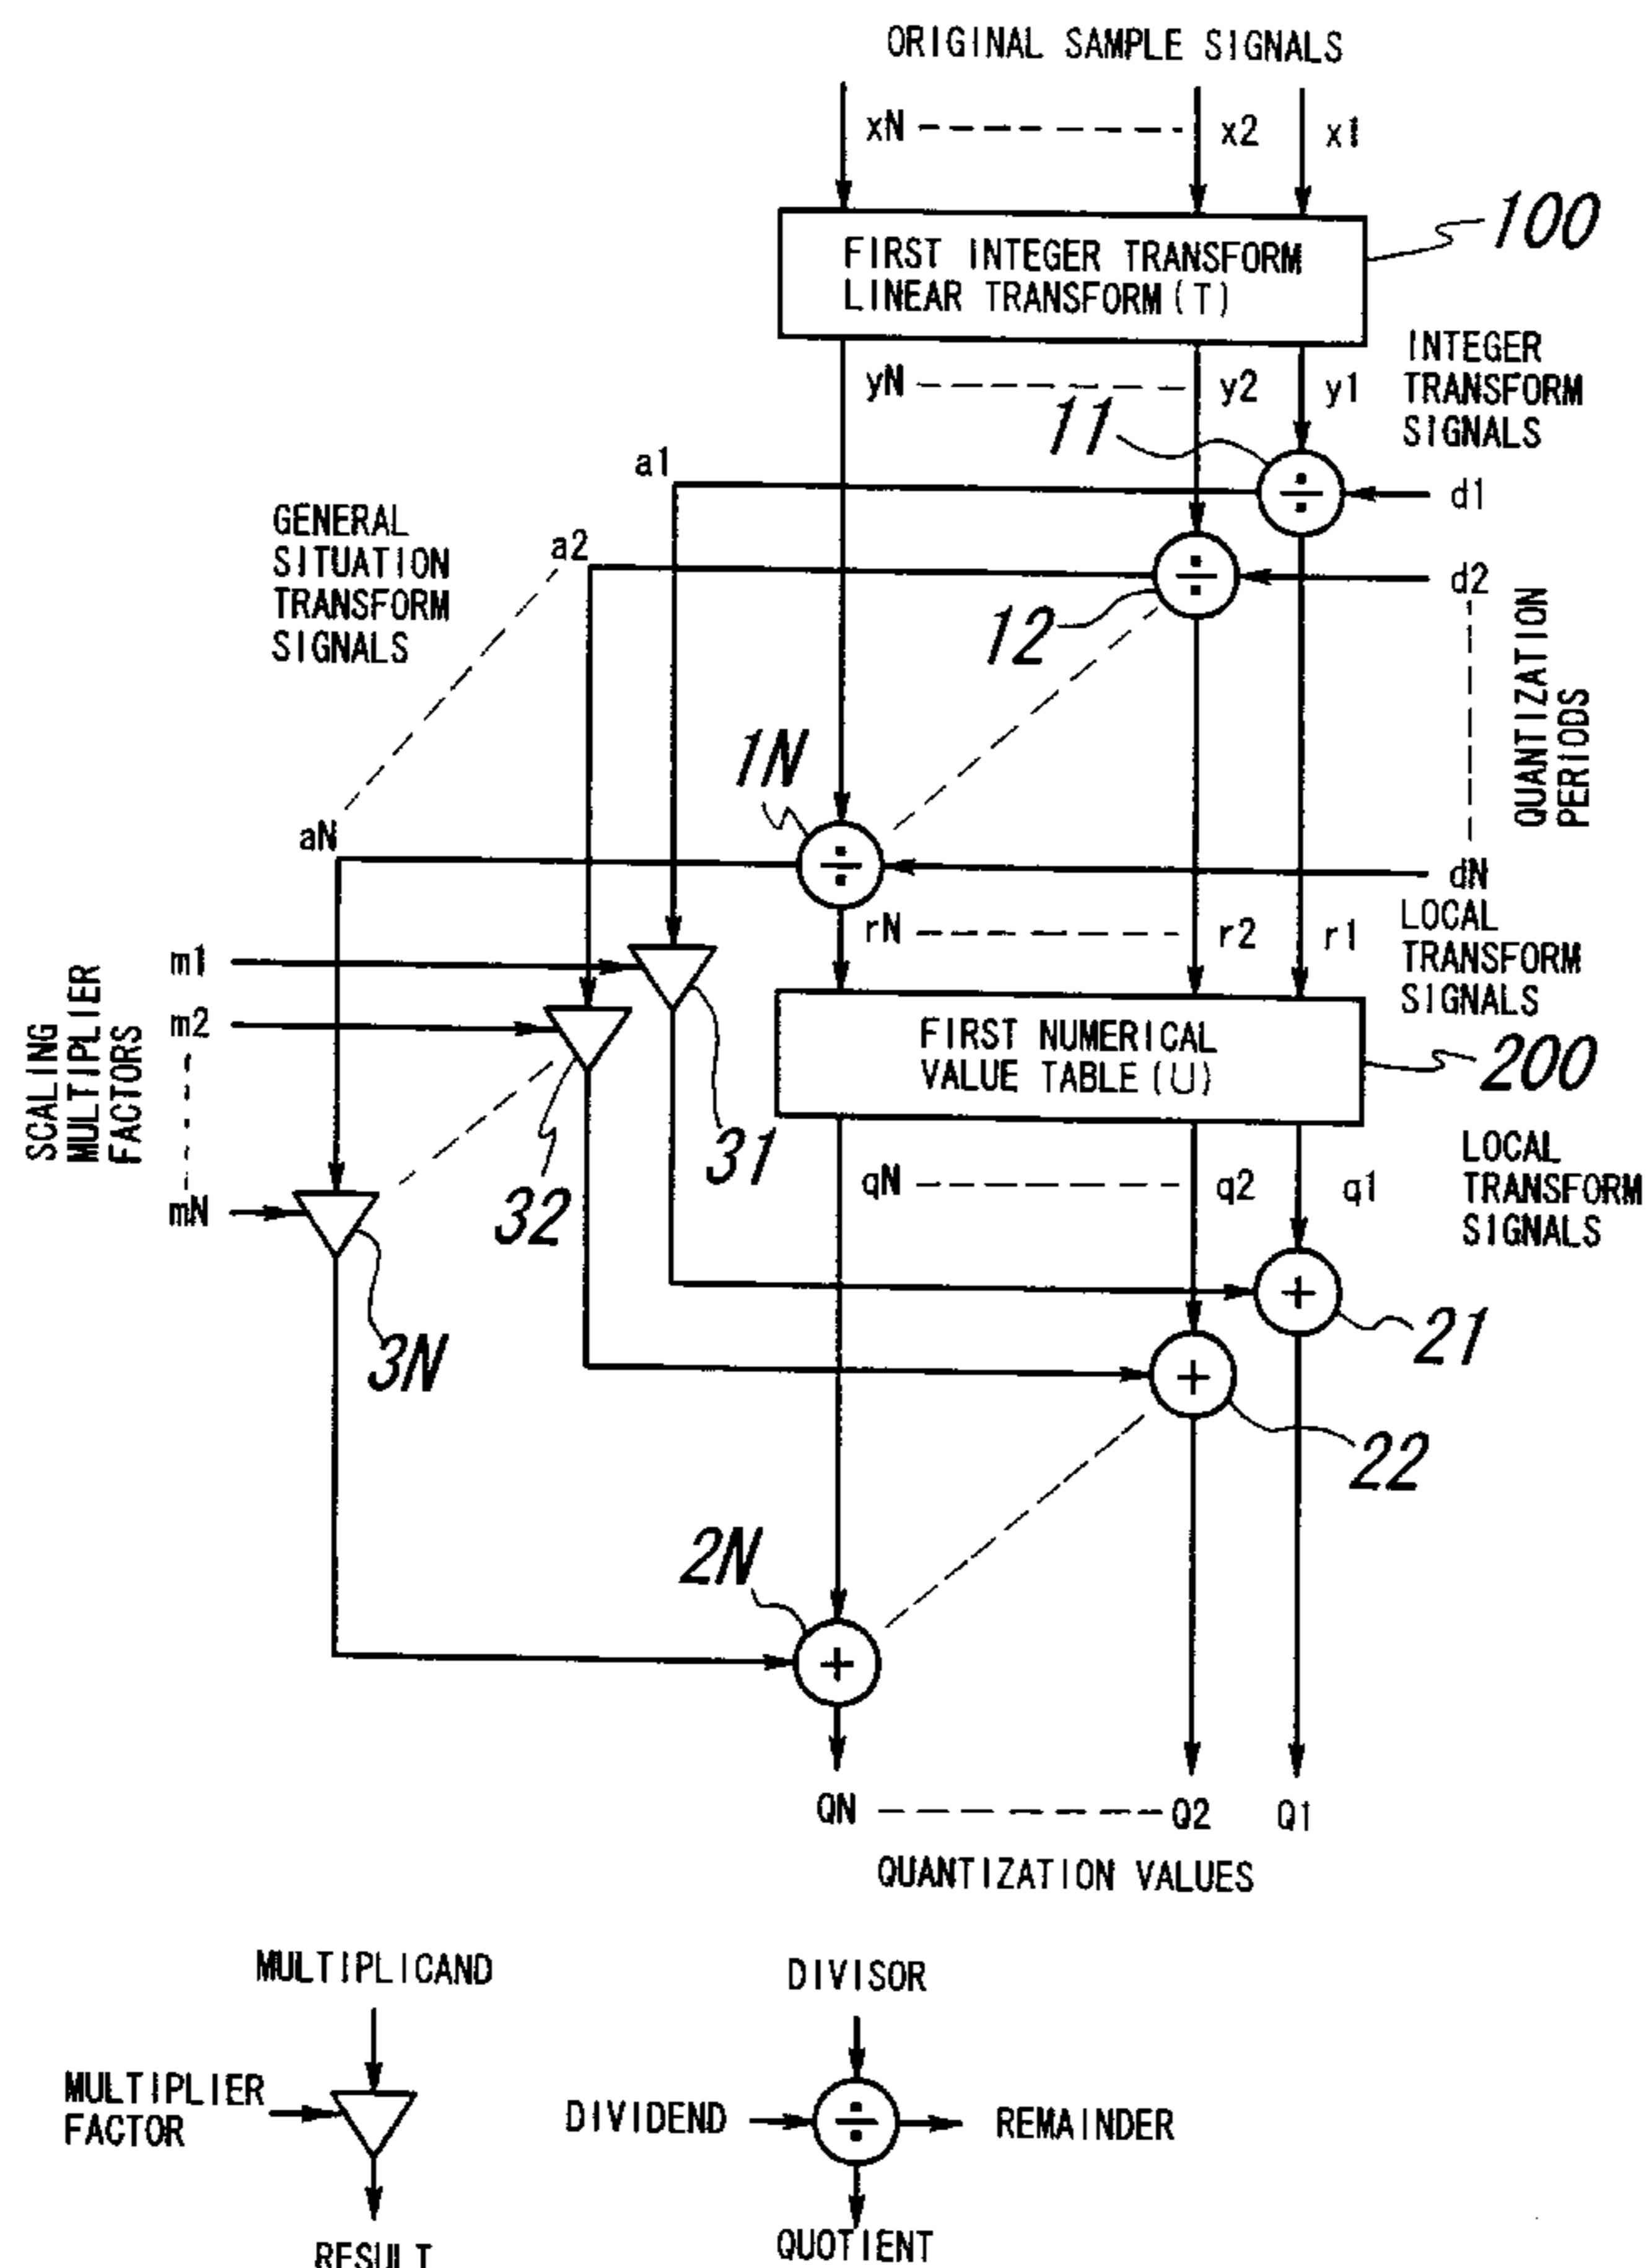 ORIGINAL SAMPLE SIGNALS
xN x2 x1
FIRST INTEGER TRANSFORM
LINEAR TRANSFORM (T)
100
INTEGER
TRANSFORM
SIGNALS
yN y2 y1
11
a1
÷
d1
GENERAL
SITUATION
TRANSFORM
SIGNALS
a2
÷
d2
12
QUANTIZATION
PERIODS
1N
aN
÷
dN
rN r2 r1
LOCAL
TRANSFORM
SIGNALS
SCALING
MULTIPLIER
FACTORS
m1
m2
mN
FIRST NUMERICAL
VALUE TABLE (U)
200
31
32
3N
LOCAL
TRANSFORM
SIGNALS
qN q2 q1
+
21
+
22
2N
+
QN Q2 Q1
QUANTIZATION VALUES
MULTIPLICAND
MULTIPLIER
FACTOR
RESULT
DIVISOR
DIVIDEND ÷ REMAINDER
QUOTIENT